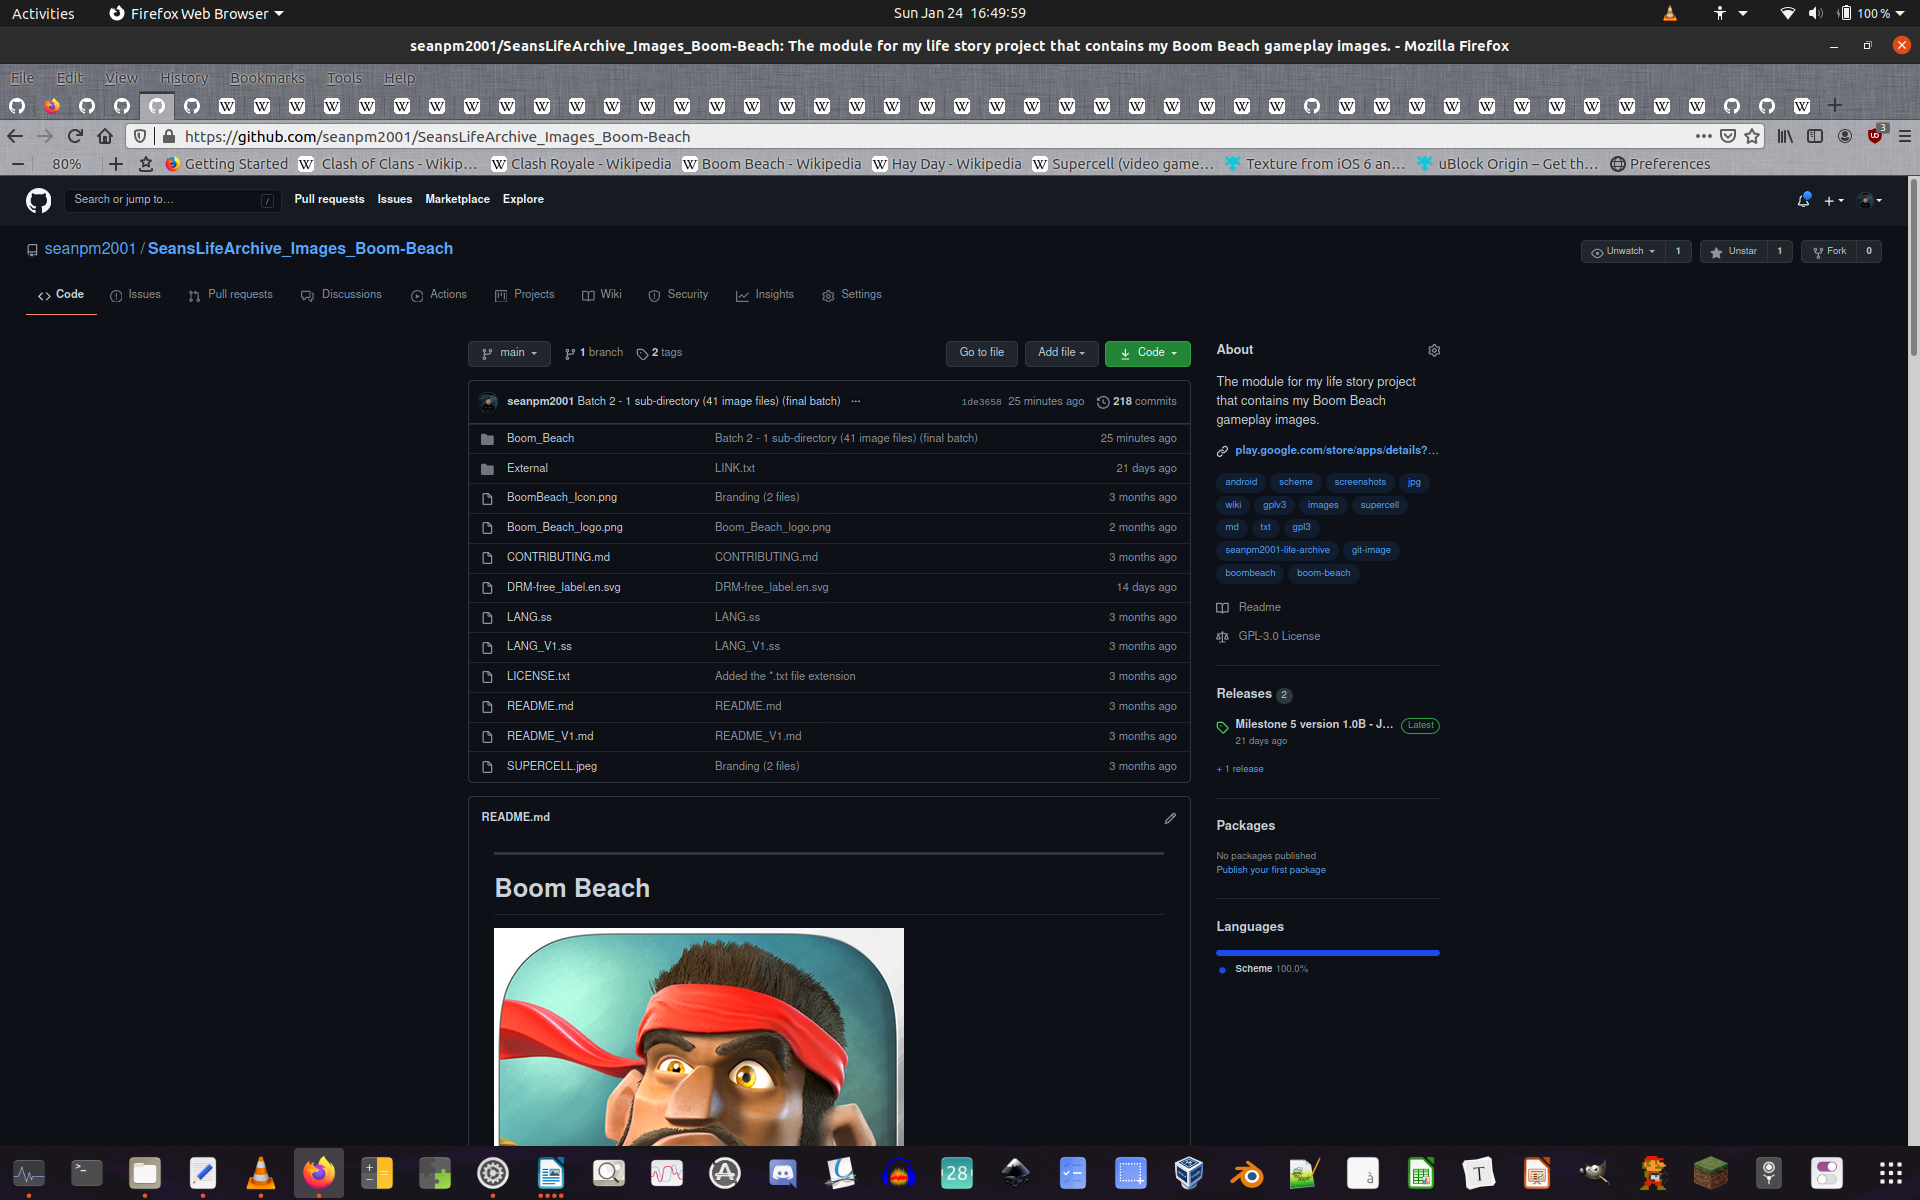 Activities Firefox Web Browser Sun Jan 24 16:49:59 100 %
seanpm2001/SeansLifeArchive_Images_Boom-Beach: The module for my life story project that contains my Boom Beach gameplay images. - Mozilla Firefox
File Edit View History Bookmarks Tools Help
https://github.com/seanpm2001/SeansLifeArchive_Images_Boom-Beach 3
80% Getting Started Clash of Clans - Wikip… Clash Royale - Wikipedia Boom Beach - Wikipedia Hay Day - Wikipedia Supercell (video game… Texture from iOS 6 an… uBlock Origin – Get th… Preferences
Search or jump to… / Pull requests Issues Marketplace Explore
seanpm2001 / SeansLifeArchive_Images_Boom-Beach Unwatch 1 Unstar 1 Fork 0
Code Issues Pull requests Discussions Actions Projects Wiki Security Insights Settings
main 1 branch 2 tags Go to file Add file Code
seanpm2001 Batch 2 - 1 sub-directory (41 image files) (final batch) ... 1de3658 25 minutes ago 218 commits
Boom_Beach Batch 2 - 1 sub-directory (41 image files) (final batch) 25 minutes ago
External LINK.txt 21 days ago
BoomBeach_Icon.png Branding (2 files) 3 months ago
Boom_Beach_logo.png Boom_Beach_logo.png 2 months ago
CONTRIBUTING.md CONTRIBUTING.md 3 months ago
DRM-free_label.en.svg DRM-free_label.en.svg 14 days ago
LANG.ss LANG.ss 3 months ago
LANG_V1.ss LANG_V1.ss 3 months ago
LICENSE.txt Added the *.txt file extension 3 months ago
README.md README.md 3 months ago
README_V1.md README_V1.md 3 months ago
SUPERCELL.jpeg Branding (2 files) 3 months ago
README.md
Boom Beach
About
The module for my life story project
that contains my Boom Beach
gameplay images.
play.google.com/store/apps/details?…
android scheme screenshots jpg
wiki gplv3 images supercell
md txt gpl3
seanpm2001-life-archive git-image
boombeach boom-beach
Readme
GPL-3.0 License
Releases 2
Milestone 5 version 1.0B - J… Latest
21 days ago
+ 1 release
Packages
No packages published
Publish your first package
Languages
Scheme 100.0%
28